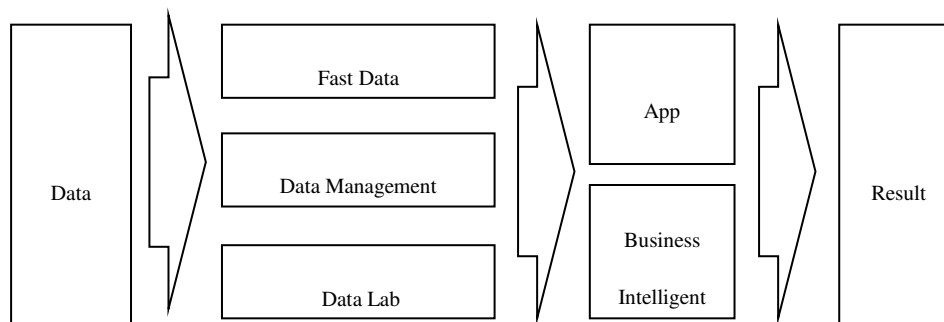 Data
Fast Data
Data Management
Data Lab
App
Business
Intelligent
Result